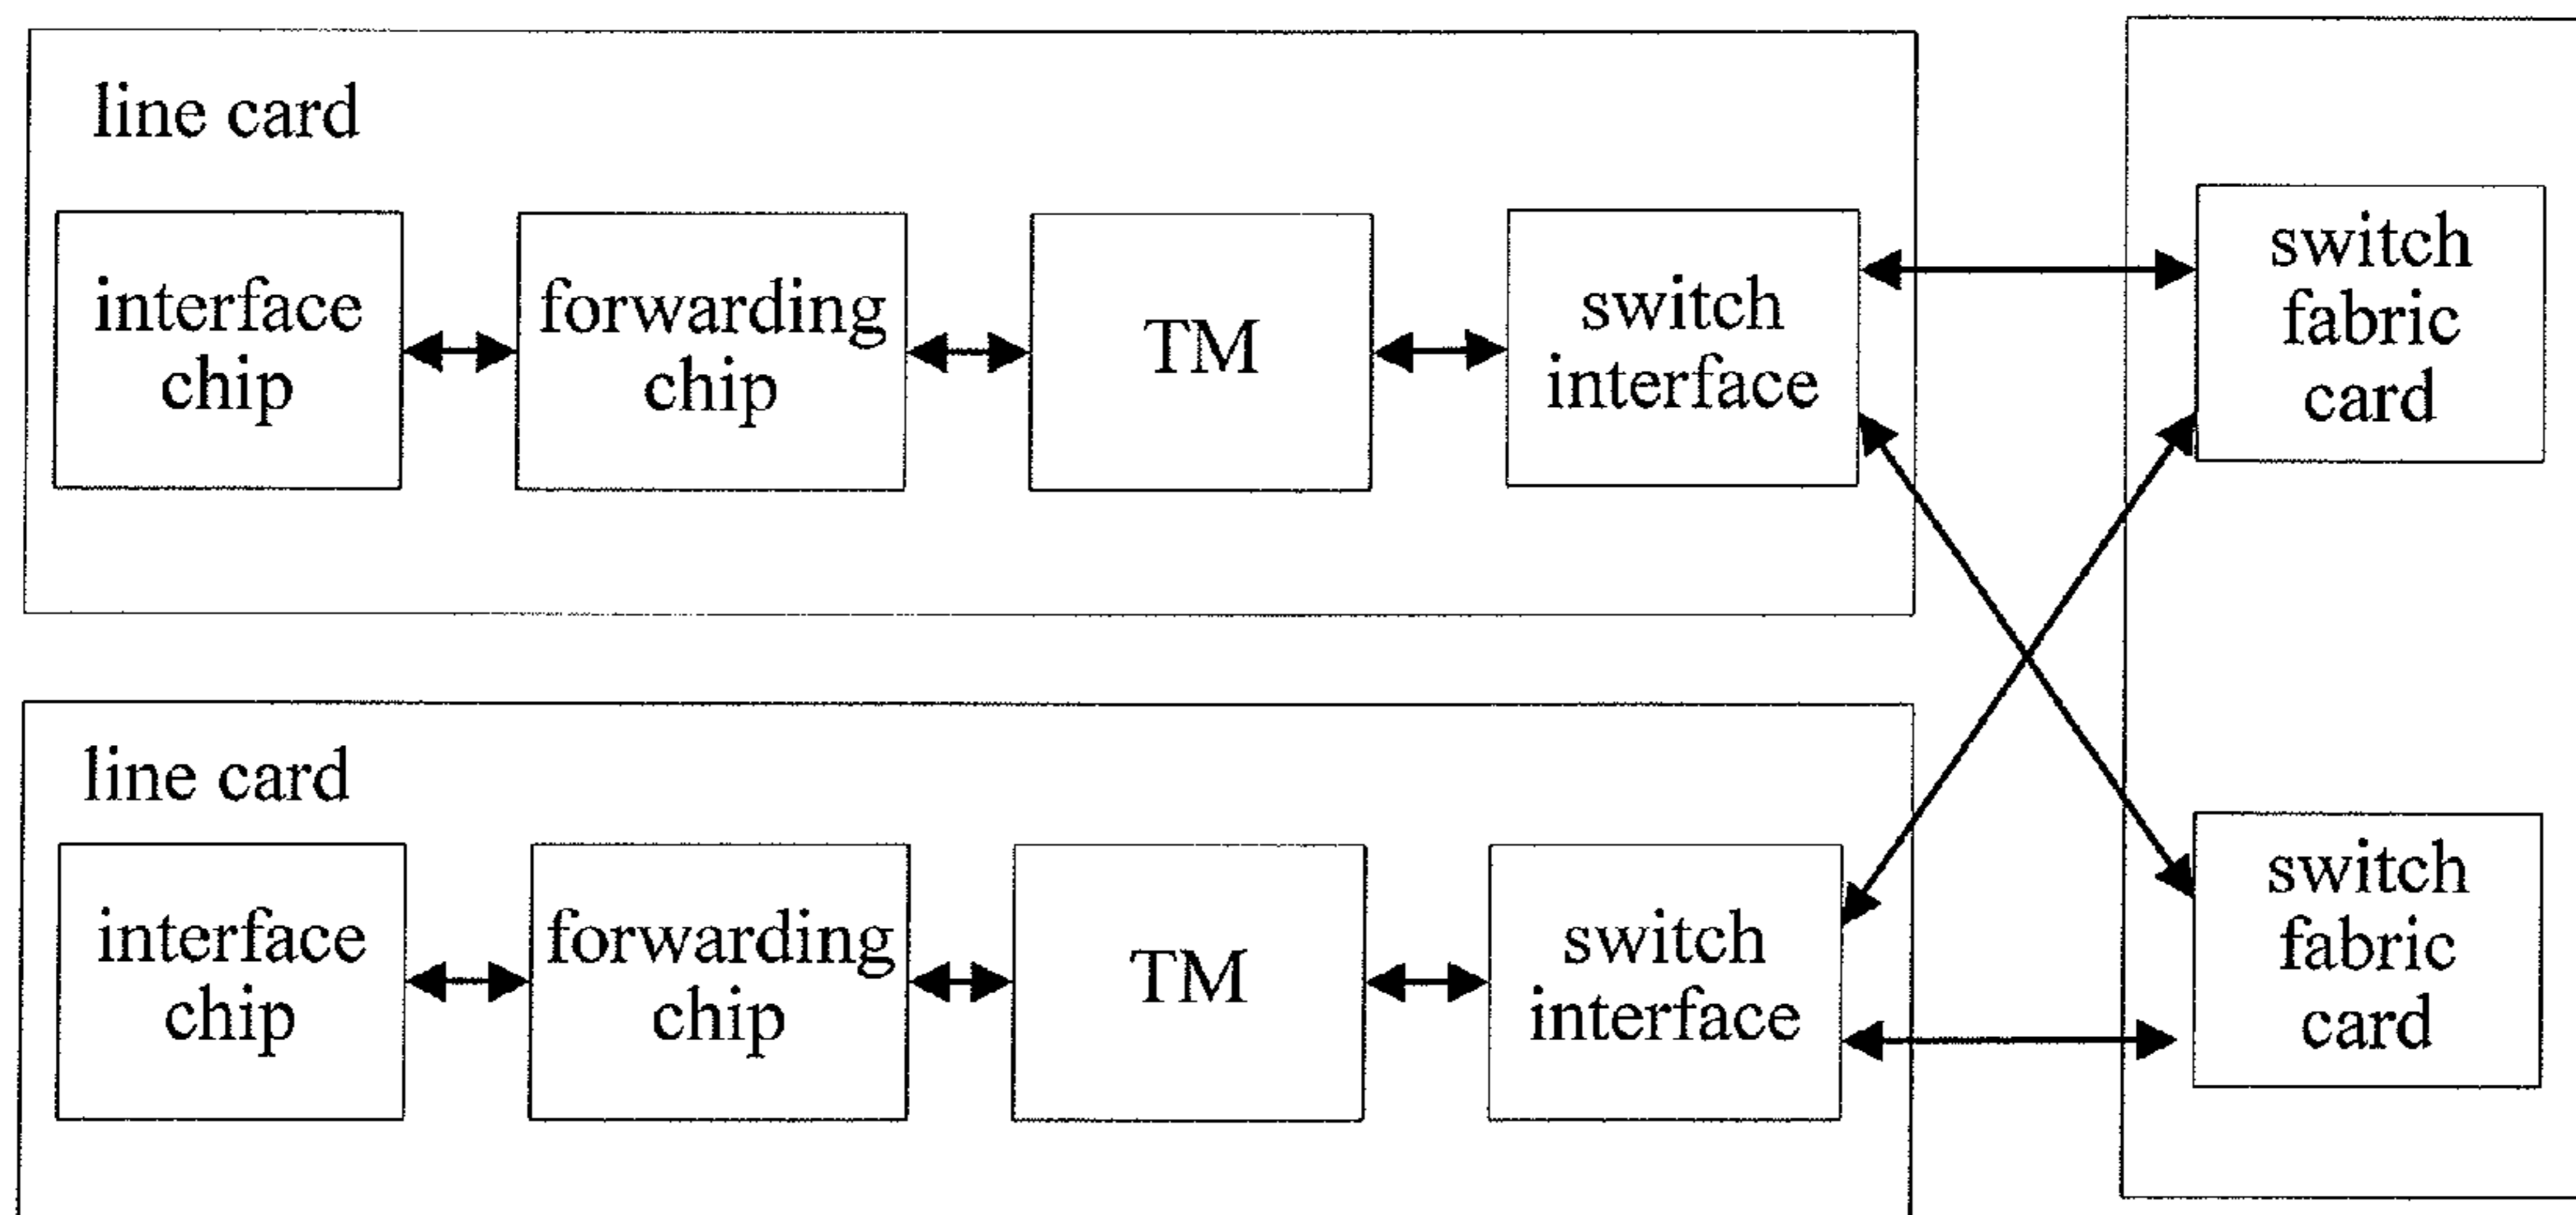 line card
interface
chip
forwarding
chip
TM
switch
interface
switch
fabric
card
line card
interface
chip
forwarding
chip
TM
switch
interface
switch
fabric
card